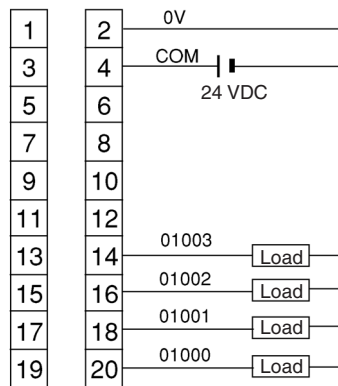 1 2 0V
3 4 COM
24 VDC
5 6
7 8
9 10
11 12
13 14 01003 Load
15 16 01002 Load
17 18 01001 Load
19 20 01000 Load